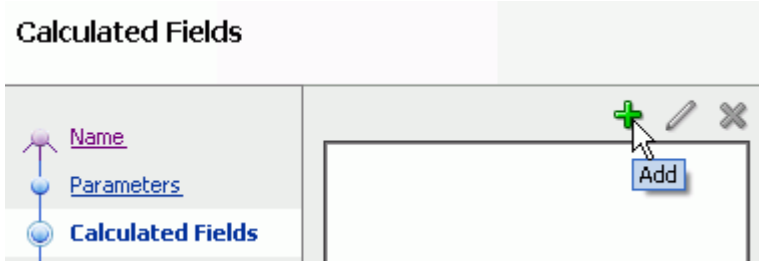 Calculated Fields
Name
Parameters
Add
Calculated Fields